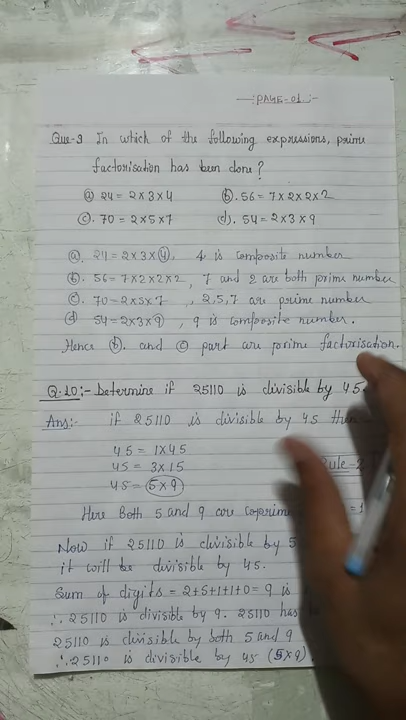 —:PAGE-01:-
Que-9 In which of the following expressions, prime
factorisation has been done?
(a) 24 = 2×3×4 (b). 56 = 7×2×2×2
(c). 70 = 2×5×7 (d). 54 = 2×3×9
(a). 24 = 2×3×(4), 4 is composite number
(b). 56 = 7×2×2×2, 7 and 2 are both prime number
(c). 70 = 2×5×7, 2,5,7 are prime number
(d) 54 = 2×3×(9), 9 is composite number.
Hence (b). and (c) part are prime factorisation.
Q.10:- Determine if 25110 is divisible by 45.
Ans:- if 25110 is divisible by 45 then
45 = 1×45
45 = 3×15 Rule-2
45 = (5×9)
Here Both 5 and 9 are coprime =1
Now if 25110 is divisible by 5
it will be divisible by 45.
Sum of digits = 2+5+1+1+0 = 9 is
∴ 25110 is divisible by 9. 25110 has
25110 is divisible by both 5 and 9
∴ 25110 is divisible by 45 (5×9)